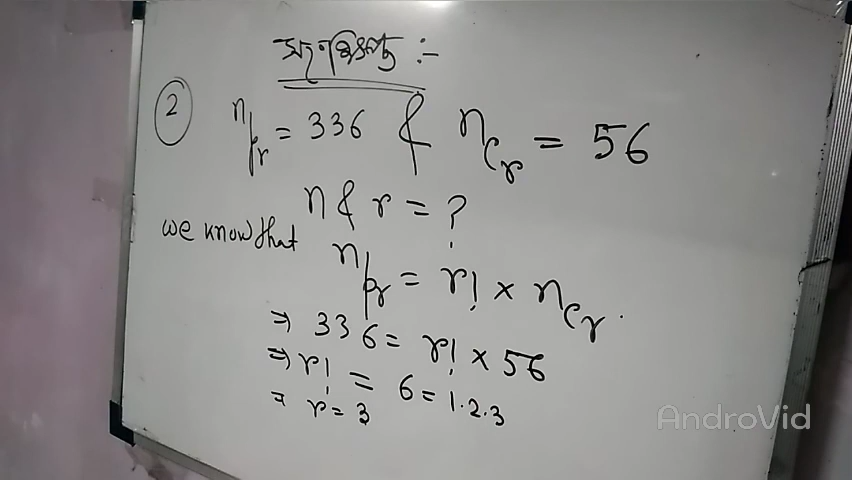 ② ⁿPᵣ = 336 & ⁿCᵣ = 56
n & r = ?
we know that
ⁿPᵣ = r! × ⁿCᵣ.
⇒ 336 = r! × 56
⇒ r! = 6 = 1.2.3
⇒ r = 3
AndroVid